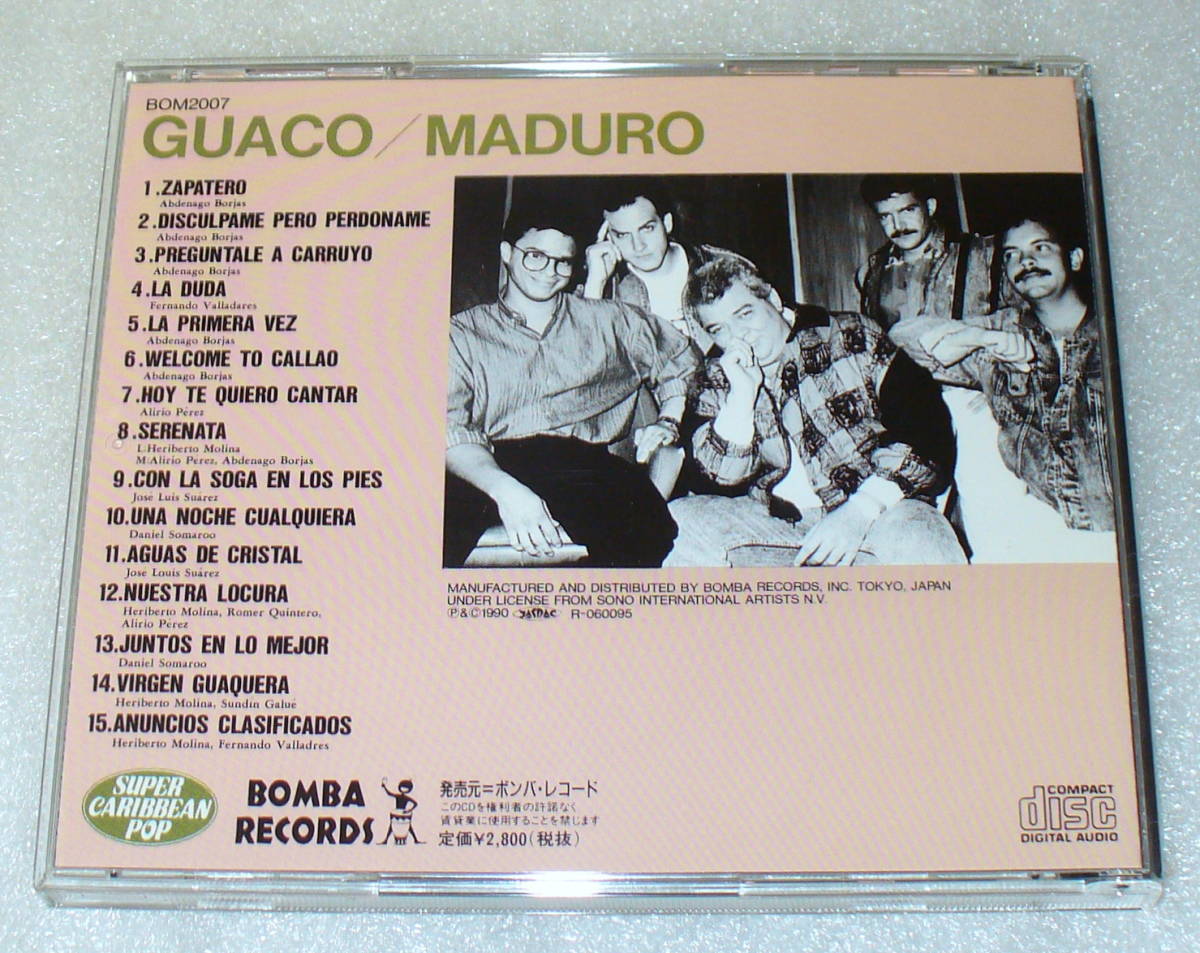 BOM2007
GUACO／MADURO
1.ZAPATERO
Abdenago Borjas
2.DISCULPAME PERO PERDONAME
Abdenago Borjas
3.PREGUNTALE A CARRUYO
Abdenago Borjas
4.LA DUDA
Fernando Valladares
5.LA PRIMERA VEZ
Abdenago Borjas
6.WELCOME TO CALLAO
Abdenago Borjas
7.HOY TE QUIERO CANTAR
Alirio Pérez
8.SERENATA
L:Heriberto Molina
M:Alirio Pérez, Abdenago Borjas
9.CON LA SOGA EN LOS PIES
José Luis Suárez
10.UNA NOCHE CUALQUIERA
Daniel Somaroo
11.AGUAS DE CRISTAL
Jose Louis Suárez
12.NUESTRA LOCURA
Heriberto Molina, Romer Quintero,
Alirio Pérez
13.JUNTOS EN LO MEJOR
Daniel Somaroo
14.VIRGEN GUAQUERA
Heriberto Molina, Sundin Galué
15.ANUNCIOS CLASIFICADOS
Heriberto Molina, Fernando Valladres
MANUFACTURED AND DISTRIBUTED BY BOMBA RECORDS, INC. TOKYO, JAPAN
UNDER LICENSE FROM SONO INTERNATIONAL ARTISTS N.V.
Ⓟ&©1990 JASRAC R-060095
SUPER
CARIBBEAN
POP
BOMBA
RECORDS
発売元=ボンバ・レコード
このCDを権利者の許諾なく
賃貸業に使用することを禁じます
定価¥2,800(税抜)
COMPACT
disc
DIGITAL AUDIO